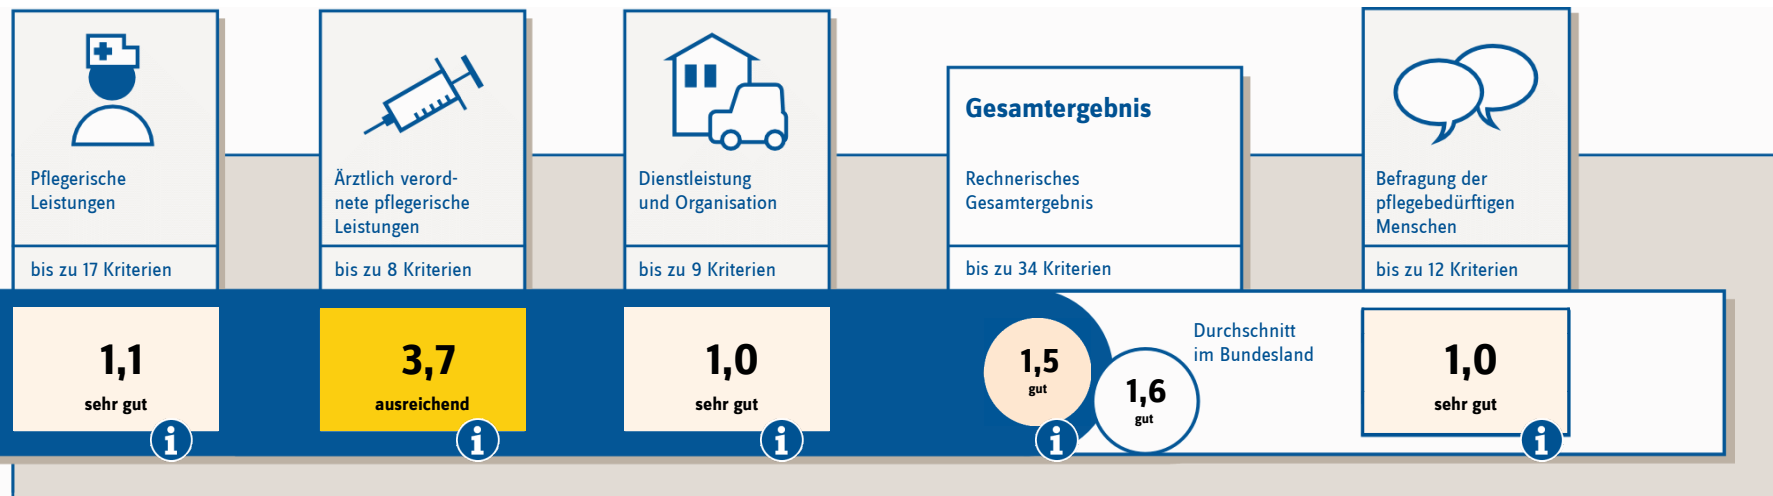 Pflegerische
Leistungen
bis zu 17 Kriterien
1,1
sehr gut
i
Ärztlich verord-
nete pflegerische
Leistungen
bis zu 8 Kriterien
3,7
ausreichend
i
Dienstleistung
und Organisation
bis zu 9 Kriterien
1,0
sehr gut
i
Gesamtergebnis
Rechnerisches
Gesamtergebnis
bis zu 34 Kriterien
1,5
gut
i
1,6
gut
Durchschnitt
im Bundesland
Befragung der
pflegebedürftigen
Menschen
bis zu 12 Kriterien
1,0
sehr gut
i